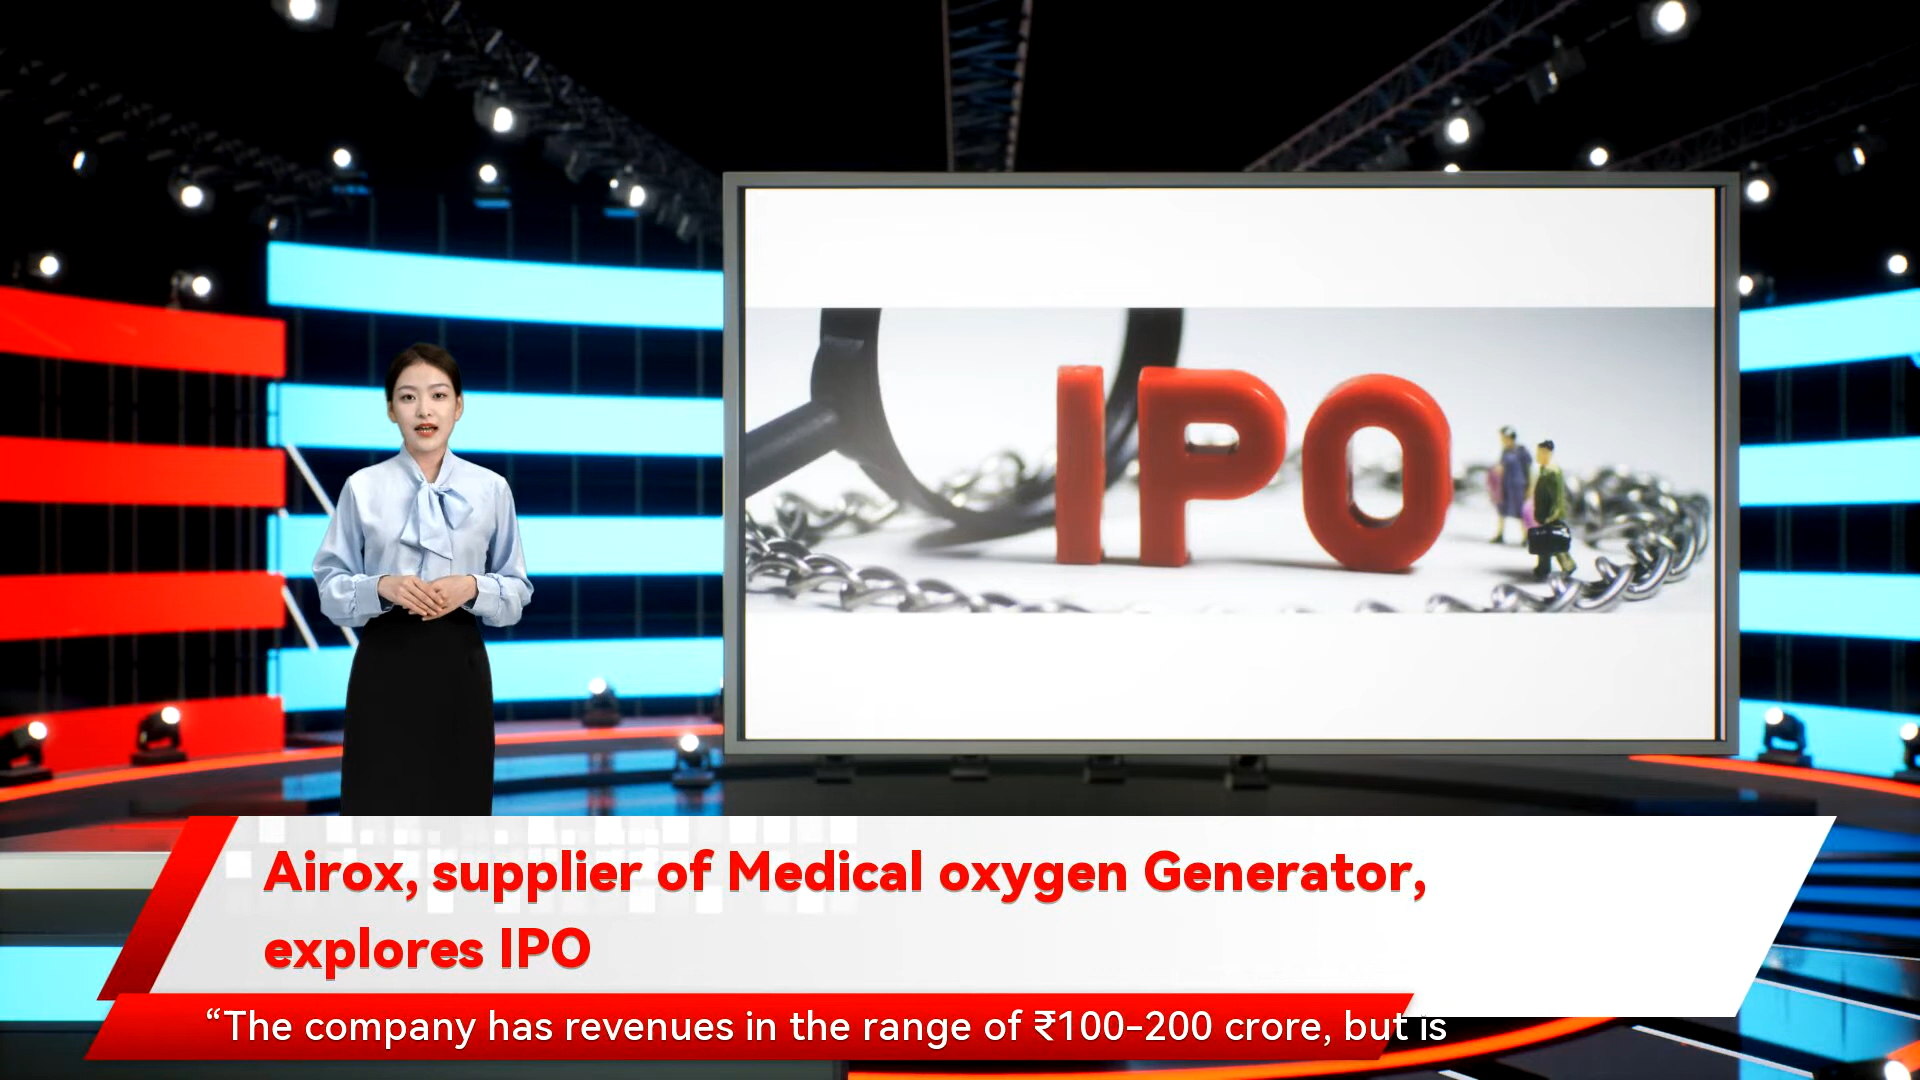 IPO
Airox, supplier of Medical oxygen Generator,
explores IPO
“The company has revenues in the range of ₹100-200 crore, but is